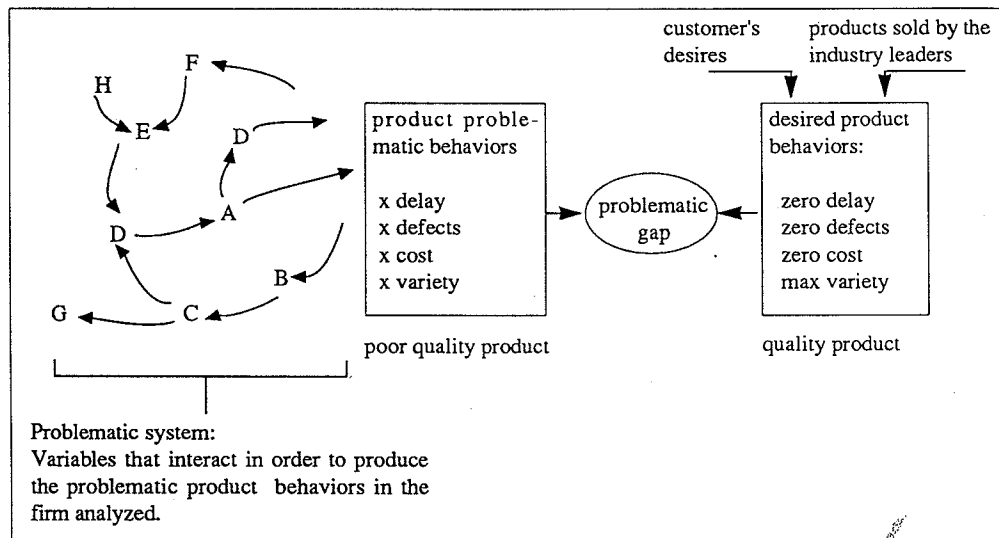 customer's
desires
products sold by the
industry leaders
H
F
E
D
D
A
B
C
G
product proble-
matic behaviors
x delay
x defects
x cost
x variety
poor quality product
problematic
gap
desired product
behaviors:
zero delay
zero defects
zero cost
max variety
quality product
Problematic system:
Variables that interact in order to produce
the problematic product behaviors in the
firm analyzed.